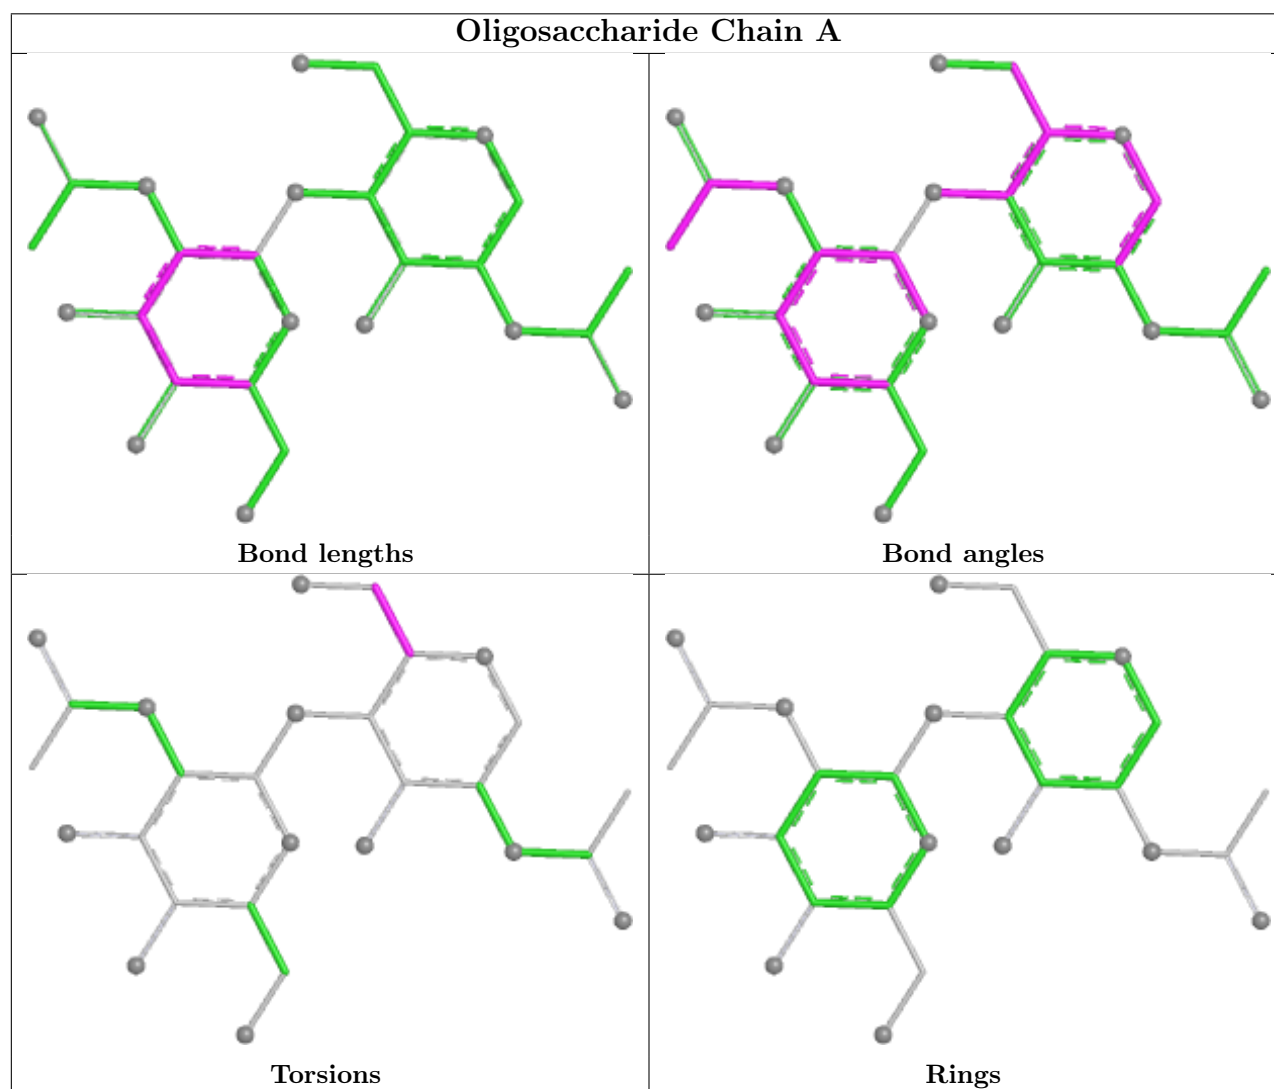 Oligosaccharide Chain A
Bond lengths
Bond angles
Torsions
Rings